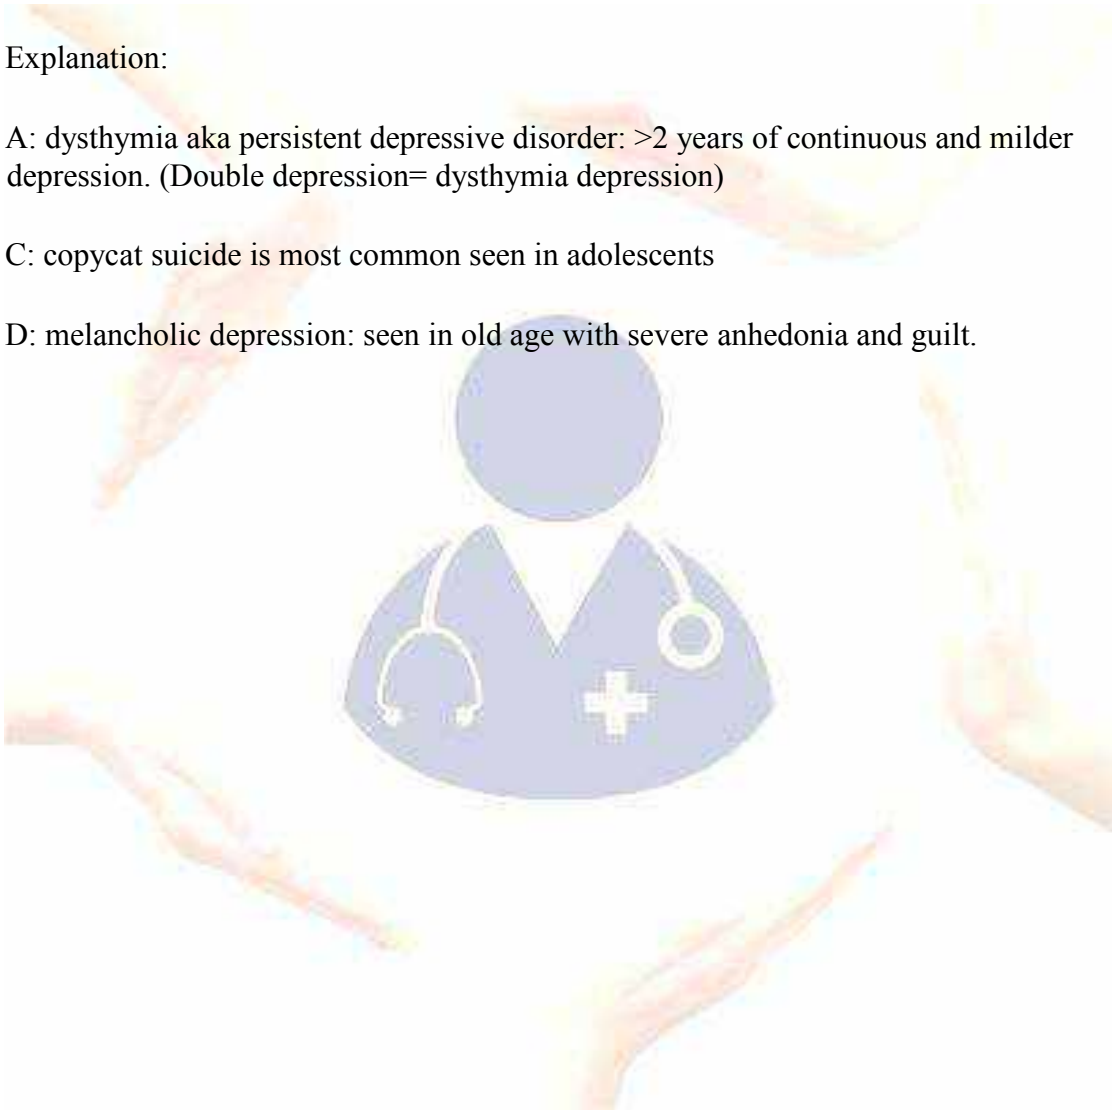 Explanation:
A: dysthymia aka persistent depressive disorder: >2 years of continuous and milder
depression. (Double depression= dysthymia depression)
C: copycat suicide is most common seen in adolescents
D: melancholic depression: seen in old age with severe anhedonia and guilt.